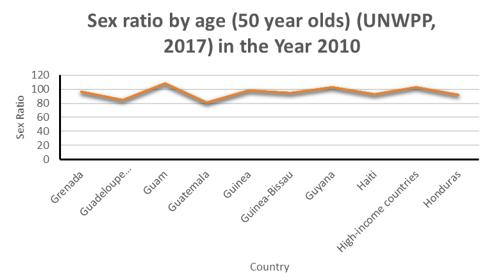 Sex ratio by age (50 year olds) (UNWPP,
2017) in the Year 2010
120
100
80
60
40
20
0
Sex Ratio
Grenada
Guadeloupe...
Guam
Guatemala
Guinea
Guinea-Bissau
Guyana
Haiti
High-income countries
Honduras
Country